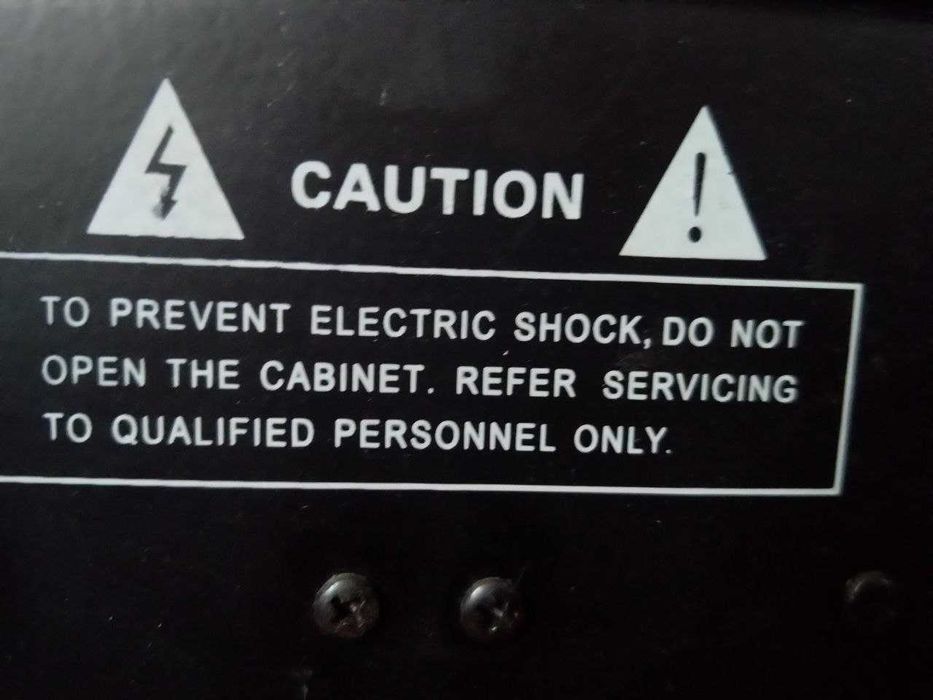 CAUTION
TO PREVENT ELECTRIC SHOCK, DO NOT
OPEN THE CABINET. REFER SERVICING
TO QUALIFIED PERSONNEL ONLY.